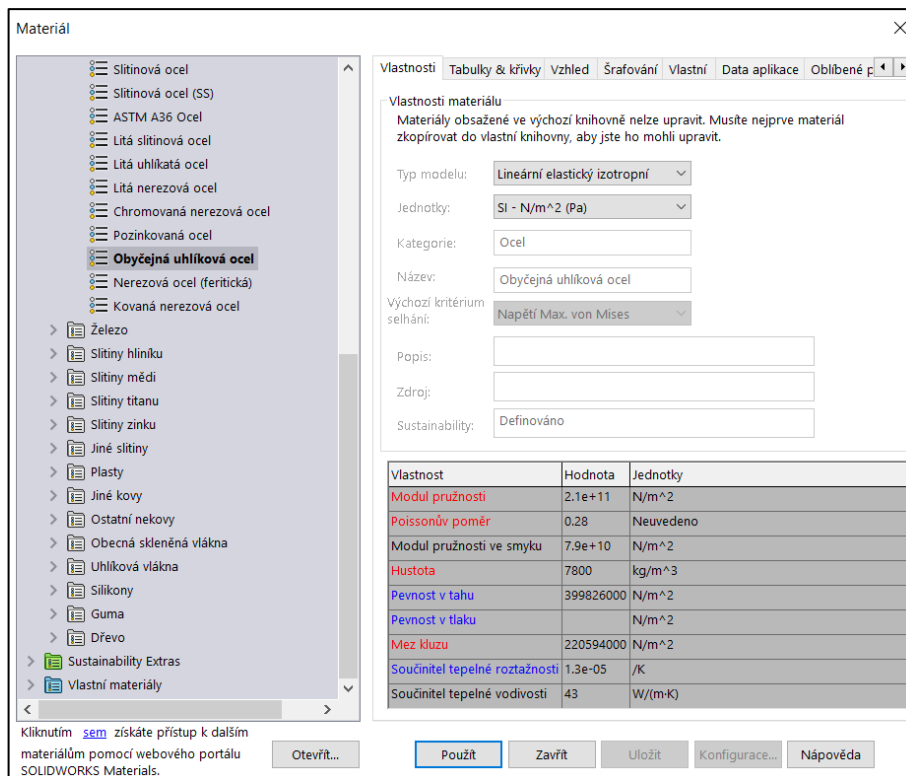 Materiál
Slitinová ocel
Slitinová ocel (SS)
ASTM A36 Ocel
Litá slitinová ocel
Litá uhlíkatá ocel
Litá nerezová ocel
Chromovaná nerezová ocel
Pozinkovaná ocel
Obyčejná uhlíková ocel
Nerezová ocel (feritická)
Kovaná nerezová ocel
Železo
Slitiny hliníku
Slitiny mědi
Slitiny titanu
Slitiny zinku
Jiné slitiny
Plasty
Jiné kovy
Ostatní nekovy
Obecná skleněná vlákna
Uhlíková vlákna
Silikony
Guma
Dřevo
Sustainability Extras
Vlastní materiály
Kliknutím sem získáte přístup k dalším
materiálům pomocí webového portálu
SOLIDWORKS Materials.
Otevřít...
Vlastnosti Tabulky & křivky Vzhled Šrafování Vlastní Data aplikace Oblíbené p
Vlastnosti materiálu
Materiály obsažené ve výchozí knihovně nelze upravit. Musíte nejprve materiál
zkopírovat do vlastní knihovny, aby jste ho mohli upravit.
Typ modelu: Lineární elastický izotropní
Jednotky: SI - N/m^2 (Pa)
Kategorie: Ocel
Název: Obyčejná uhlíková ocel
Výchozí kritérium
selhání: Napětí Max. von Mises
Popis:
Zdroj:
Sustainability: Definováno
Vlastnost Hodnota Jednotky
Modul pružnosti 2.1e+11 N/m^2
Poissonův poměr 0.28 Neuvedeno
Modul pružnosti ve smyku 7.9e+10 N/m^2
Hustota 7800 kg/m^3
Pevnost v tahu 399826000 N/m^2
Pevnost v tlaku N/m^2
Mez kluzu 220594000 N/m^2
Součinitel tepelné roztažnosti 1.3e-05 /K
Součinitel tepelné vodivosti 43 W/(m·K)
Použít Zavřít Uložit Konfigurace... Nápověda